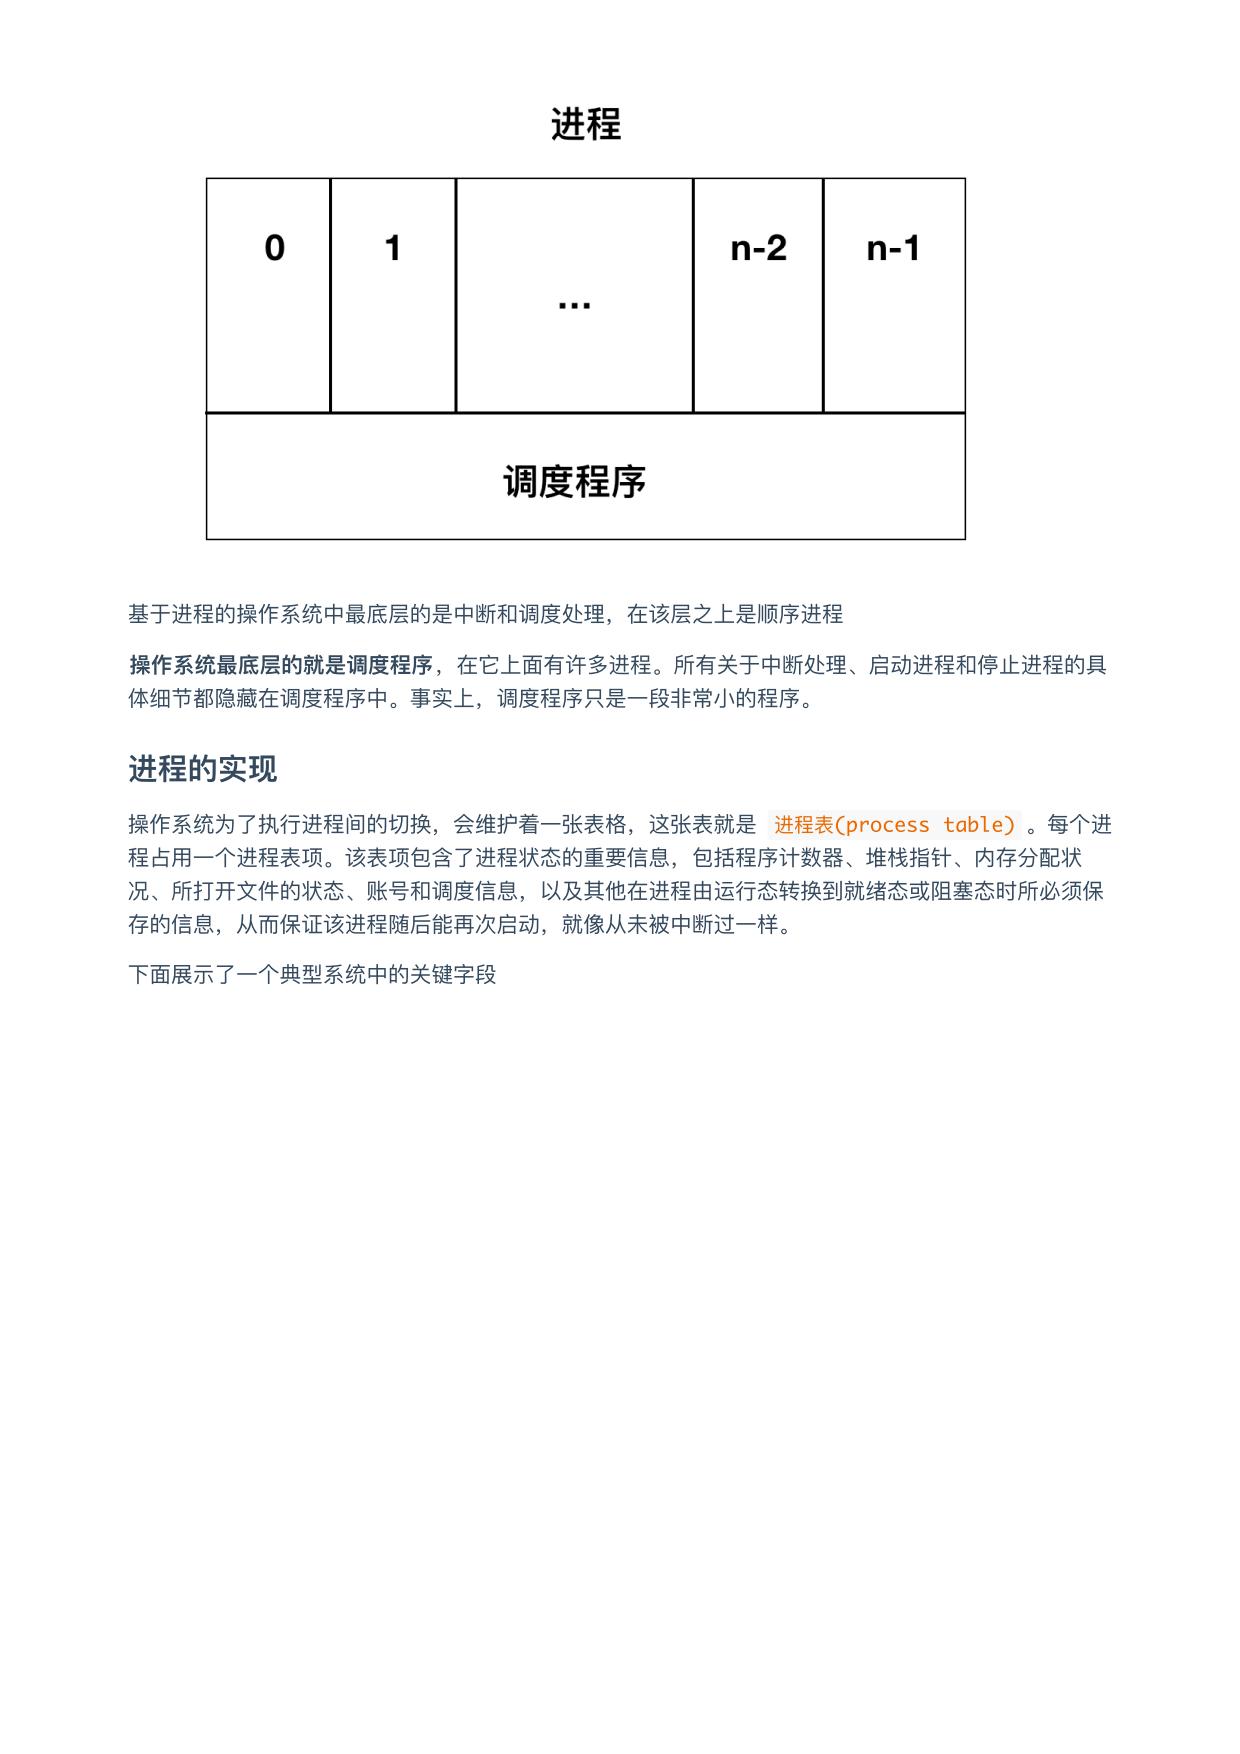 进程
0 1 ... n-2 n-1
调度程序
基于进程的操作系统中最底层的是中断和调度处理，在该层之上是顺序进程
操作系统最底层的就是调度程序，在它上面有许多进程。所有关于中断处理、启动进程和停止进程的具
体细节都隐藏在调度程序中。事实上，调度程序只是一段非常小的程序。
进程的实现
操作系统为了执行进程间的切换，会维护着一张表格，这张表就是 进程表(process table) 。每个进
程占用一个进程表项。该表项包含了进程状态的重要信息，包括程序计数器、堆栈指针、内存分配状
况、所打开文件的状态、账号和调度信息，以及其他在进程由运行态转换到就绪态或阻塞态时所必须保
存的信息，从而保证该进程随后能再次启动，就像从未被中断过一样。
下面展示了一个典型系统中的关键字段